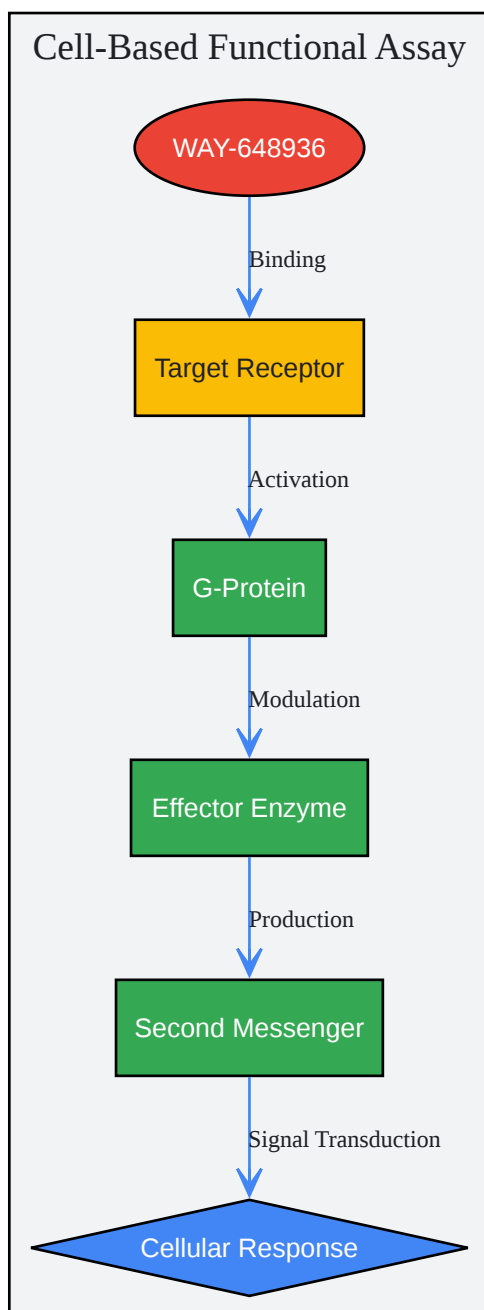 Cell-Based Functional Assay
WAY-648936
Binding
Target Receptor
Activation
G-Protein
Modulation
Effector Enzyme
Production
Second Messenger
Signal Transduction
Cellular Response